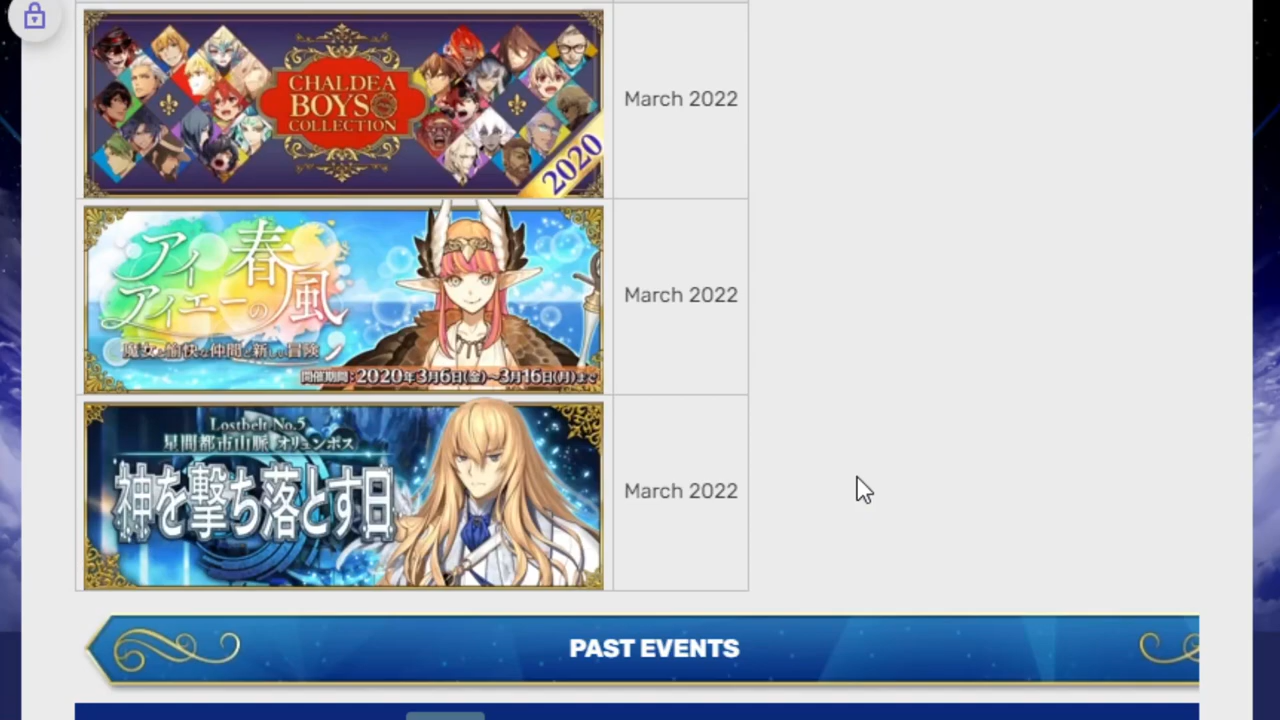 CHALDEA
BOYS
COLLECTION
2020
March 2022
アイアイエーの春風
魔女と愉快な仲間と新しい冒険
開催期間:2020年3月6日(金)~3月16日(月)まで
March 2022
Lostbelt No.5
星間都市山脈 オリュンポス
神を撃ち落とす日
March 2022
PAST EVENTS